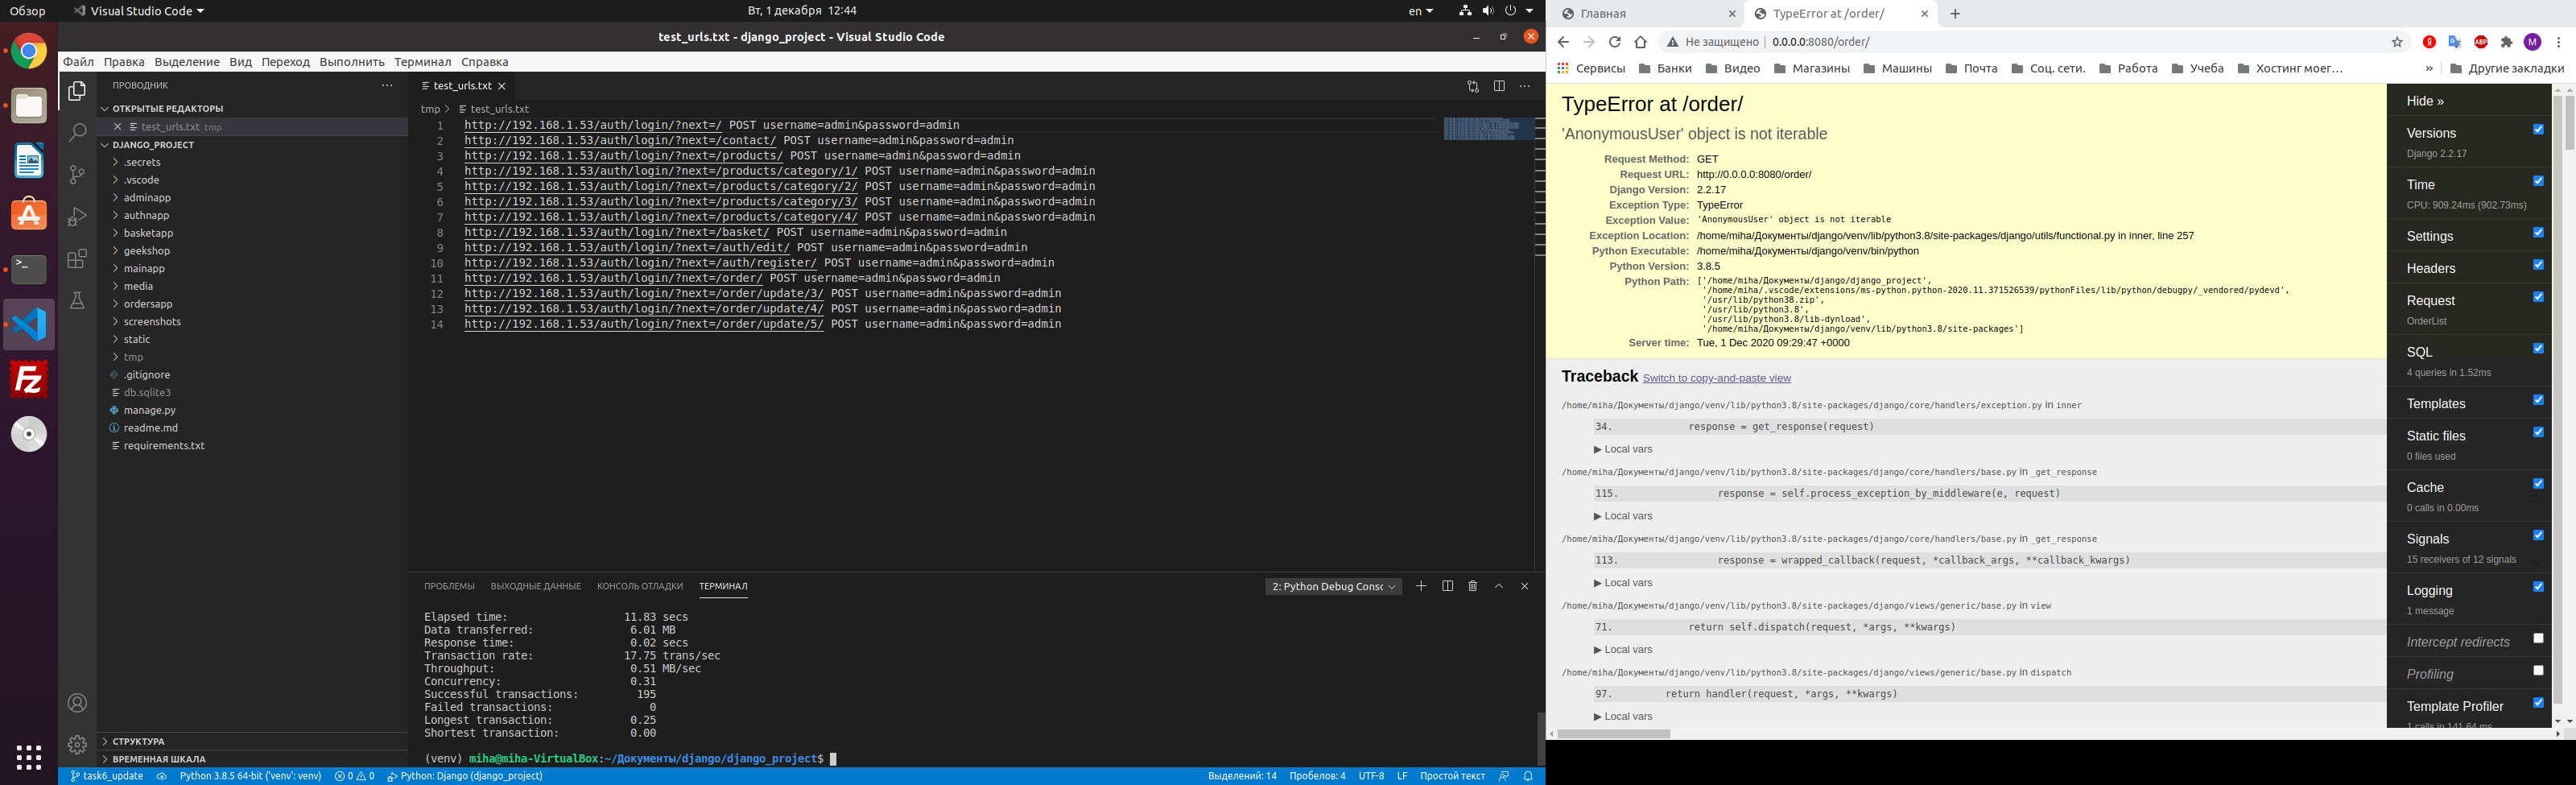 Обзор
Visual Studio Code
Вт, 1 декабря 12:44
en
test_urls.txt - django_project - Visual Studio Code
Файл Правка Выделение Вид Переход Выполнить Терминал Справка
ПРОВОДНИК
ОТКРЫТЫЕ РЕДАКТОРЫ
test_urls.txt tmp
DJANGO_PROJECT
.secrets
.vscode
adminapp
authnapp
basketapp
geekshop
mainapp
media
ordersapp
screenshots
static
tmp
.gitignore
db.sqlite3
manage.py
readme.md
requirements.txt
СТРУКТУРА
ВРЕМЕННАЯ ШКАЛА
test_urls.txt
tmp > test_urls.txt
1 http://192.168.1.53/auth/login/?next=/ POST username=admin&password=admin
2 http://192.168.1.53/auth/login/?next=/contact/ POST username=admin&password=admin
3 http://192.168.1.53/auth/login/?next=/products/ POST username=admin&password=admin
4 http://192.168.1.53/auth/login/?next=/products/category/1/ POST username=admin&password=admin
5 http://192.168.1.53/auth/login/?next=/products/category/2/ POST username=admin&password=admin
6 http://192.168.1.53/auth/login/?next=/products/category/3/ POST username=admin&password=admin
7 http://192.168.1.53/auth/login/?next=/products/category/4/ POST username=admin&password=admin
8 http://192.168.1.53/auth/login/?next=/basket/ POST username=admin&password=admin
9 http://192.168.1.53/auth/login/?next=/auth/edit/ POST username=admin&password=admin
10 http://192.168.1.53/auth/login/?next=/auth/register/ POST username=admin&password=admin
11 http://192.168.1.53/auth/login/?next=/order/ POST username=admin&password=admin
12 http://192.168.1.53/auth/login/?next=/order/update/3/ POST username=admin&password=admin
13 http://192.168.1.53/auth/login/?next=/order/update/4/ POST username=admin&password=admin
14 http://192.168.1.53/auth/login/?next=/order/update/5/ POST username=admin&password=admin
ПРОБЛЕМЫ ВЫХОДНЫЕ ДАННЫЕ КОНСОЛЬ ОТЛАДКИ ТЕРМИНАЛ
2: Python Debug Consc
Elapsed time: 11.83 secs
Data transferred: 6.01 MB
Response time: 0.02 secs
Transaction rate: 17.75 trans/sec
Throughput: 0.51 MB/sec
Concurrency: 0.31
Successful transactions: 195
Failed transactions: 0
Longest transaction: 0.25
Shortest transaction: 0.00
(venv) miha@miha-VirtualBox:~/Документы/django/django_project$
task6_update
Python 3.8.5 64-bit ('venv': venv)
0 0
Python: Django (django_project)
Выделений: 14 Пробелов: 4 UTF-8 LF Простой текст
Главная
TypeError at /order/
Не защищено | 0.0.0.0:8080/order/
ABP
M
Сервисы Банки Видео Магазины Машины Почта Соц. сети. Работа Учеба Хостинг моег… » Другие закладки
TypeError at /order/
'AnonymousUser' object is not iterable
Request Method: GET
Request URL: http://0.0.0.0:8080/order/
Django Version: 2.2.17
Exception Type: TypeError
Exception Value: 'AnonymousUser' object is not iterable
Exception Location: /home/miha/Документы/django/venv/lib/python3.8/site-packages/django/utils/functional.py in inner, line 257
Python Executable: /home/miha/Документы/django/venv/bin/python
Python Version: 3.8.5
Python Path: ['/home/miha/Документы/django/django_project',
'/home/miha/.vscode/extensions/ms-python.python-2020.11.371526539/pythonFiles/lib/python/debugpy/_vendored/pydevd',
'/usr/lib/python38.zip',
'/usr/lib/python3.8',
'/usr/lib/python3.8/lib-dynload',
'/home/miha/Документы/django/venv/lib/python3.8/site-packages']
Server time: Tue, 1 Dec 2020 09:29:47 +0000
Traceback Switch to copy-and-paste view
/home/miha/Документы/django/venv/lib/python3.8/site-packages/django/core/handlers/exception.py in inner
34. response = get_response(request)
▶ Local vars
/home/miha/Документы/django/venv/lib/python3.8/site-packages/django/core/handlers/base.py in _get_response
115. response = self.process_exception_by_middleware(e, request)
▶ Local vars
/home/miha/Документы/django/venv/lib/python3.8/site-packages/django/core/handlers/base.py in _get_response
113. response = wrapped_callback(request, *callback_args, **callback_kwargs)
▶ Local vars
/home/miha/Документы/django/venv/lib/python3.8/site-packages/django/views/generic/base.py in view
71. return self.dispatch(request, *args, **kwargs)
▶ Local vars
/home/miha/Документы/django/venv/lib/python3.8/site-packages/django/views/generic/base.py in dispatch
97. return handler(request, *args, **kwargs)
▶ Local vars
Hide »
Versions
Django 2.2.17
Time
CPU: 909.24ms (902.73ms)
Settings
Headers
Request
OrderList
SQL
4 queries in 1.52ms
Templates
Static files
0 files used
Cache
0 calls in 0.00ms
Signals
15 receivers of 12 signals
Logging
1 message
Intercept redirects
Profiling
Template Profiler
1 calls in 141.64 ms